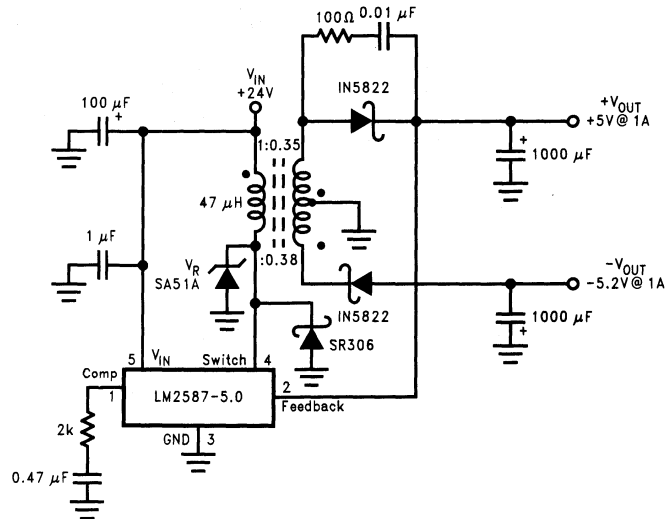 100Ω 0.01 µF
V_IN
+24V
IN5822
+V_OUT
+5V@ 1A
100 µF
+
1:0.35
+
1000 µF
47 µH
1 µF
V_R
SA51A
:0.38
-V_OUT
-5.2V@ 1A
IN5822
1000 µF
+
SR306
5 V_IN Switch 4
Comp
1
LM2587-5.0
2
Feedback
2k
GND 3
0.47 µF